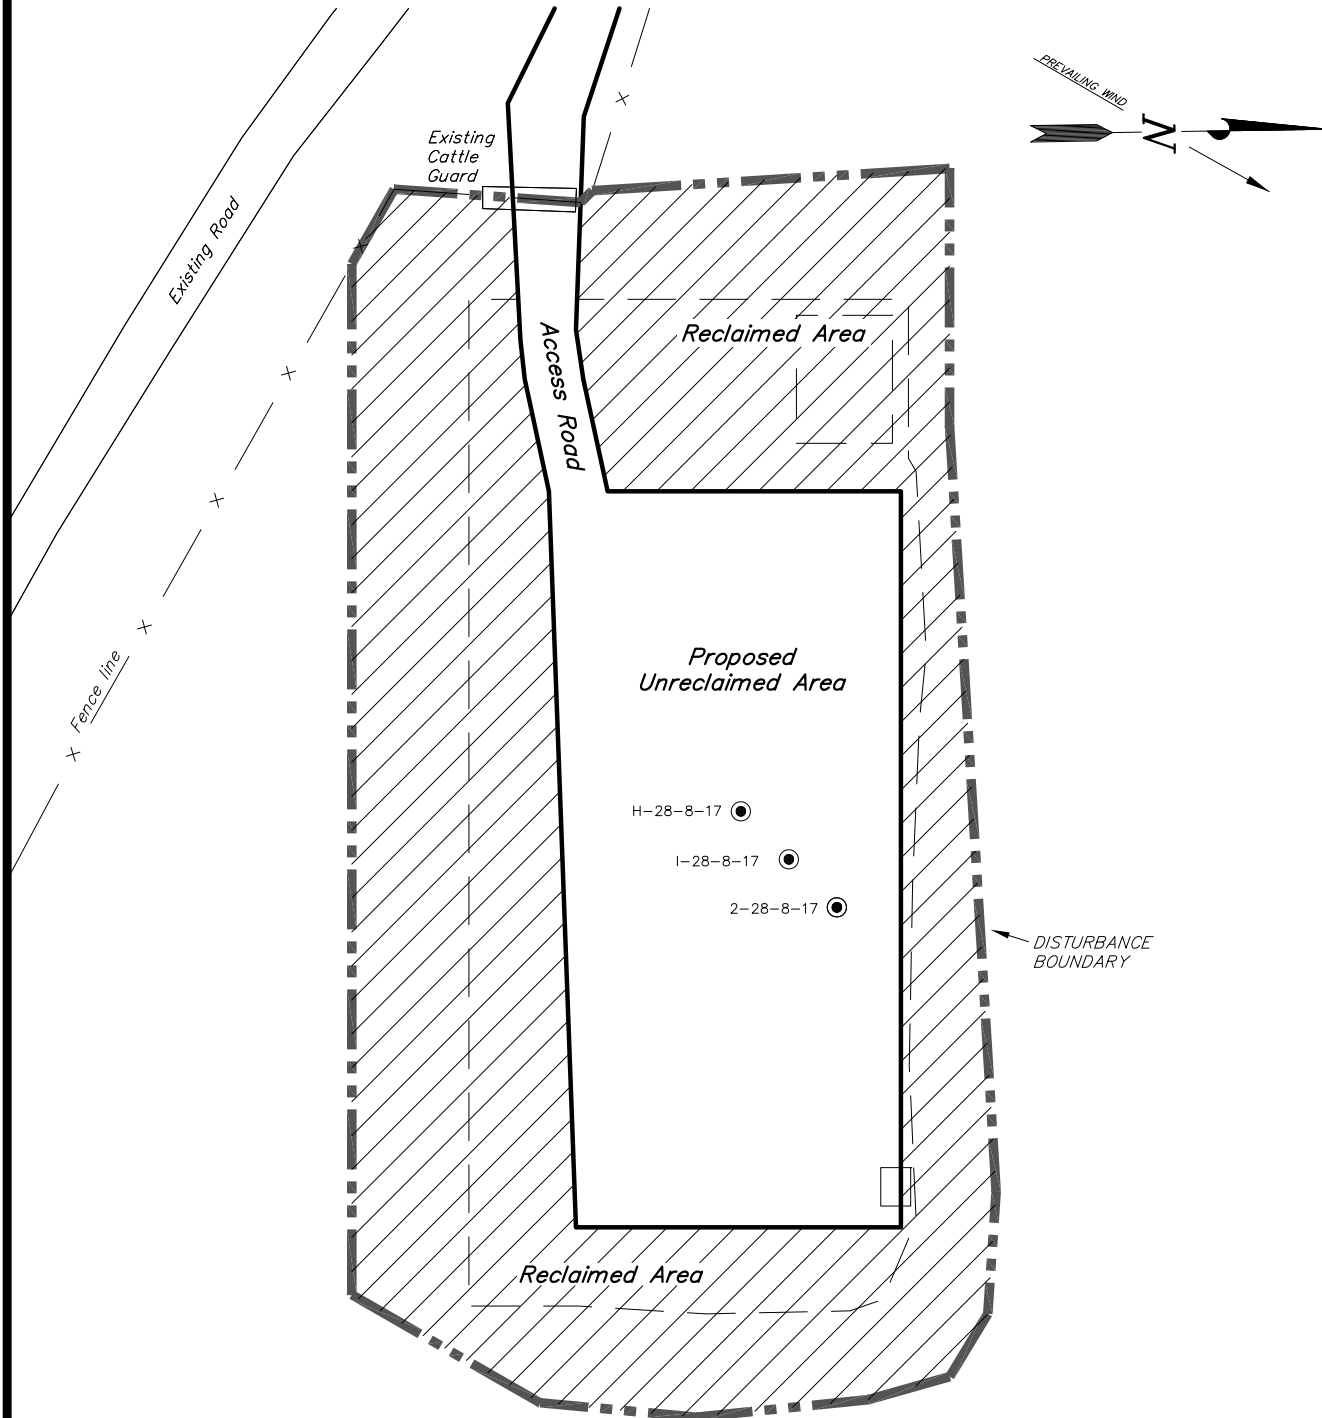 PREVAILING WIND
N
Existing
Cattle
Guard
Existing Road
Access Road
Reclaimed Area
Fence line
Proposed
Unreclaimed Area
H-28-8-17
I-28-8-17
2-28-8-17
DISTURBANCE
BOUNDARY
Reclaimed Area